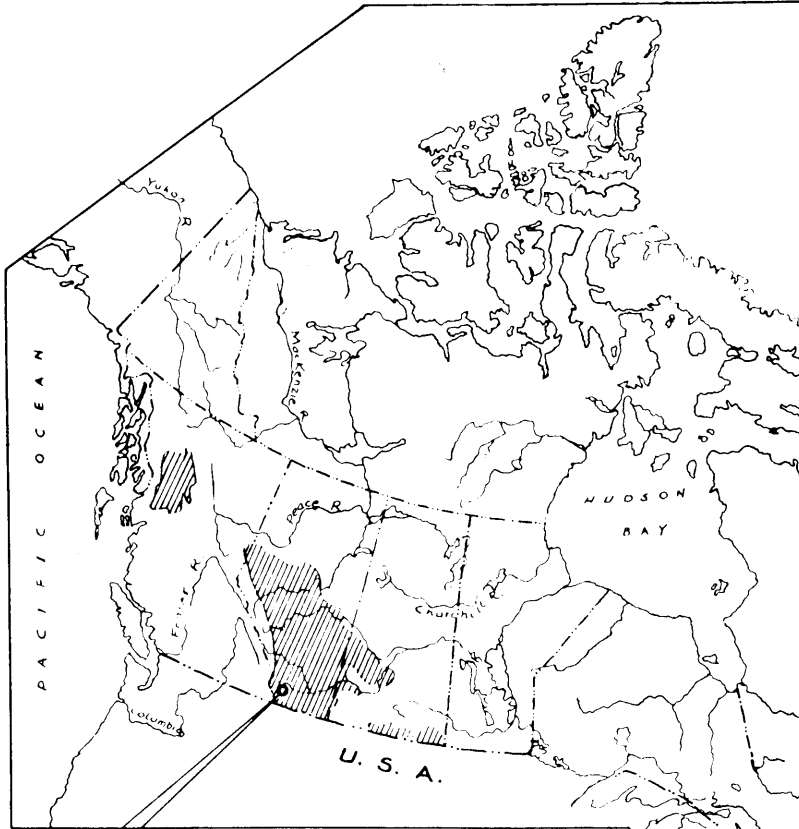 Yukon R
MacKenzie R.
PACIFIC OCEAN
Peace R.
HUDSON
BAY
Fraser R.
Churchill R.
Columbia
U. S. A.